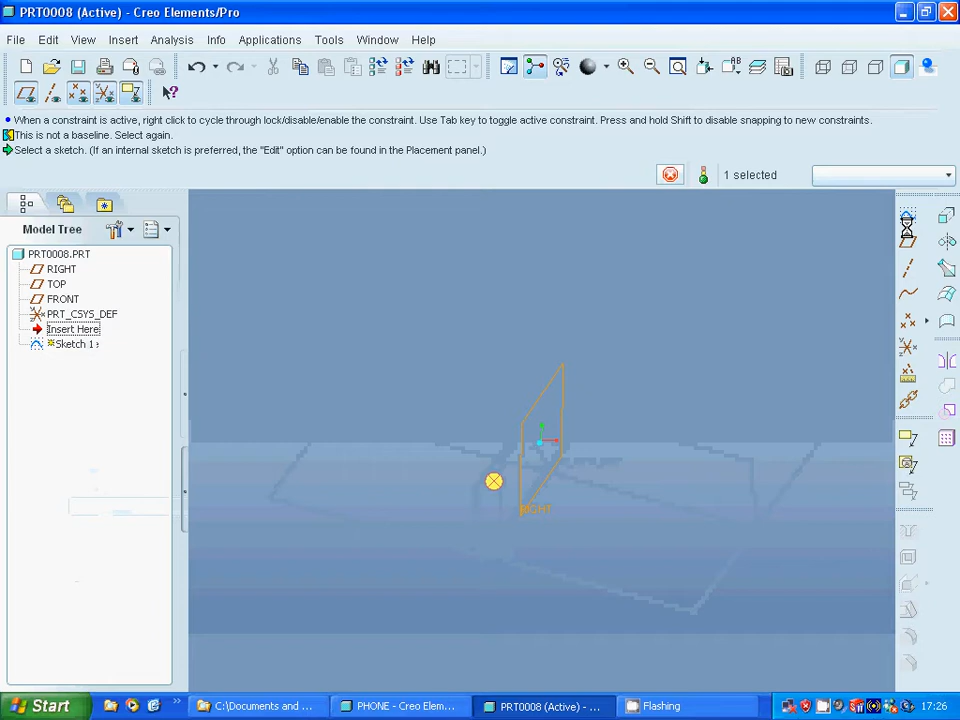 PRT0008 (Active) - Creo Elements/Pro
File Edit View Insert Analysis Info Applications Tools Window Help
When a constraint is active, right click to cycle through lock/disable/enable the constraint. Use Tab key to toggle active constraint. Press and hold Shift to disable snapping to new constraints.
This is not a baseline. Select again.
Select a sketch. (If an internal sketch is preferred, the "Edit" option can be found in the Placement panel.)
1 selected
Model Tree
PRT0008.PRT
RIGHT
TOP
FRONT
PRT_CSYS_DEF
Insert Here
Sketch 1
RIGHT
Start
C:\Documents and ...
PHONE - Creo Elem...
PRT0008 (Active) - ...
Flashing
17:26